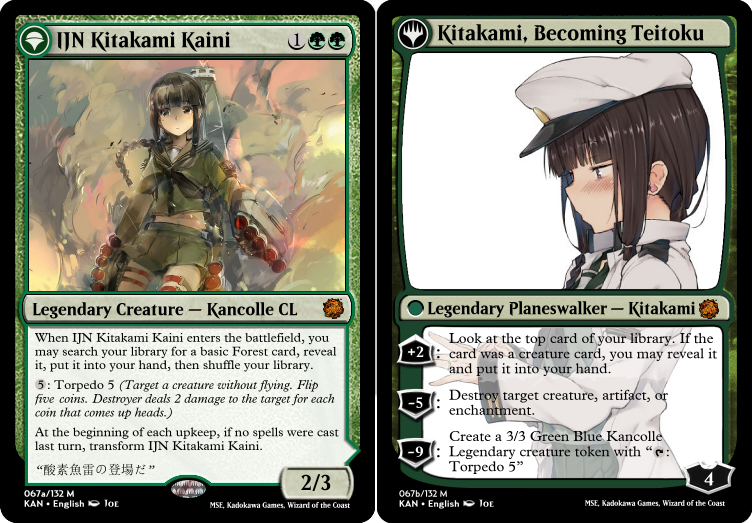 IJN Kitakami Kaini 1
Legendary Creature — Kancolle CL
When IJN Kitakami Kaini enters the battlefield, you
may search your library for a basic Forest card, reveal
it, put it into your hand, then shuffle your library.
5: Torpedo 5 (Target a creature without flying. Flip
five coins. Destroyer deals 2 damage to the target for each
coin that comes up heads.)
At the beginning of each upkeep, if no spells were cast
last turn, transform IJN Kitakami Kaini.
“酸素魚雷の登場だ”
2/3
067a/132 M
KAN • English JOE
MSE, Kadokawa Games, Wizard of the Coast
Kitakami, Becoming Teitoku
Legendary Planeswalker — Kitakami
+2: Look at the top card of your library. If the
card was a creature card, you may reveal it
and put it into your hand.
-5: Destroy target creature, artifact, or
enchantment.
-9: Create a 3/3 Green Blue Kancolle
Legendary creature token with “ :
Torpedo 5”
4
067b/132 M
KAN • English JOE
MSE, Kadokawa Games, Wizard of the Coast